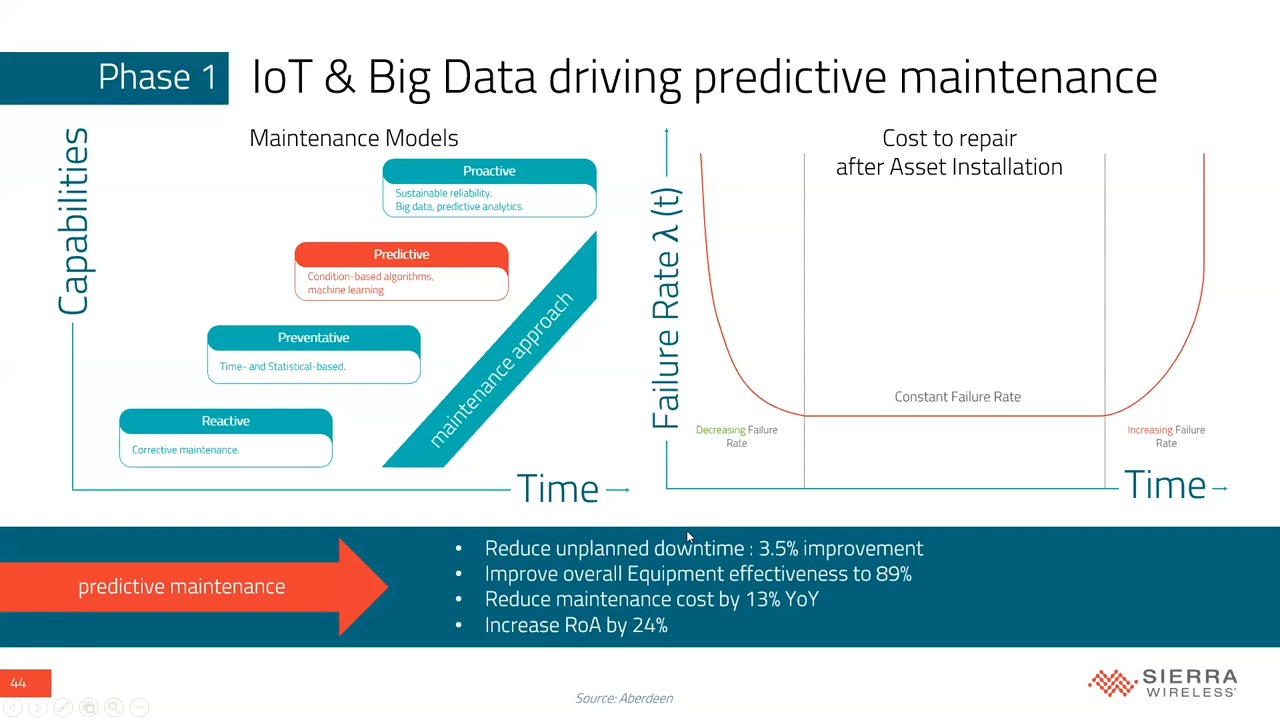 Phase 1
IoT & Big Data driving predictive maintenance
Capabilities
Maintenance Models
Proactive
Sustainable reliability.
Big data, predictive analytics.
Predictive
Condition-based algorithms,
machine learning
Preventative
Time- and Statistical-based.
Reactive
Corrective maintenance.
maintenance approach
Time
Failure Rate λ (t)
Cost to repair
after Asset Installation
Constant Failure Rate
Decreasing Failure
Rate
Increasing Failure
Rate
Time
predictive maintenance
• Reduce unplanned downtime : 3.5% improvement
• Improve overall Equipment effectiveness to 89%
• Reduce maintenance cost by 13% YoY
• Increase RoA by 24%
44
Source: Aberdeen
SIERRA
WIRELESS